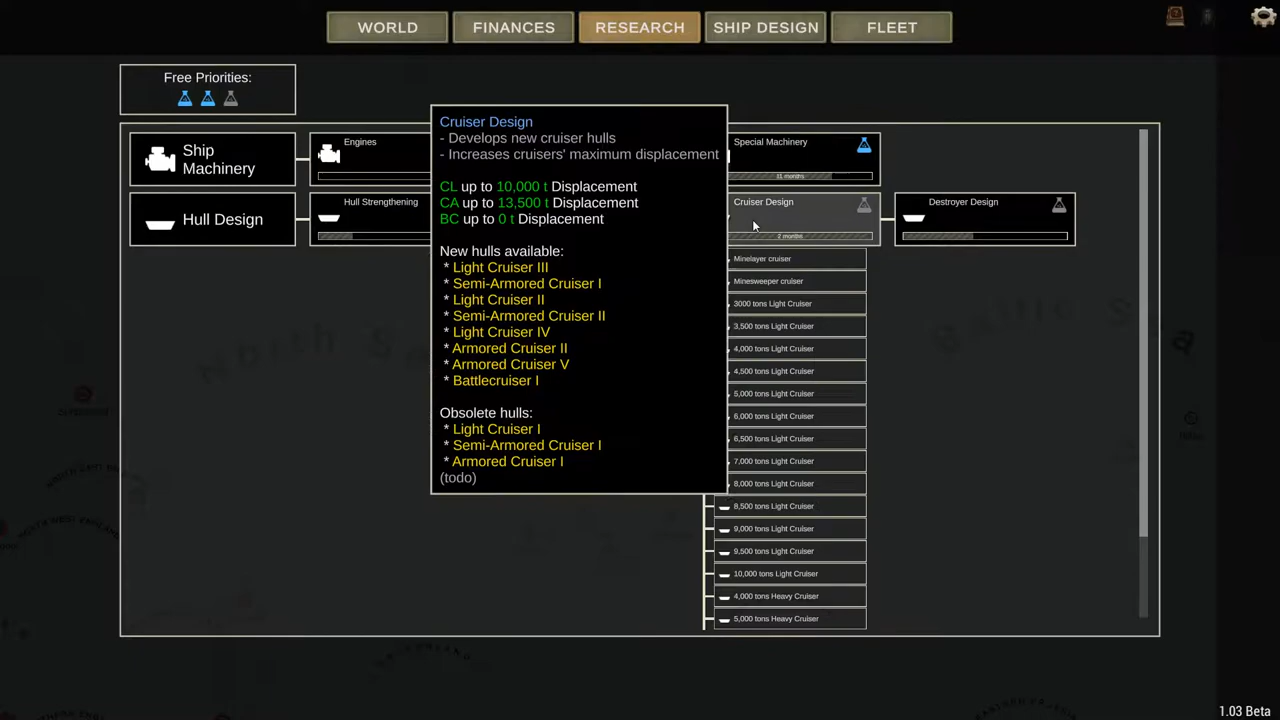 WORLD
FINANCES
RESEARCH
SHIP DESIGN
FLEET
Free Priorities:
Ship
Machinery
Engines
Special Machinery
11 months
Hull Design
Hull Strengthening
Cruiser Design
2 months
Destroyer Design
Cruiser Design
- Develops new cruiser hulls
- Increases cruisers' maximum displacement
CL up to 10,000 t Displacement
CA up to 13,500 t Displacement
BC up to 0 t Displacement
New hulls available:
* Light Cruiser III
* Semi-Armored Cruiser I
* Light Cruiser II
* Semi-Armored Cruiser II
* Light Cruiser IV
* Armored Cruiser II
* Armored Cruiser V
* Battlecruiser I
Obsolete hulls:
* Light Cruiser I
* Semi-Armored Cruiser I
* Armored Cruiser I
(todo)
Minelayer cruiser
Minesweeper cruiser
3000 tons Light Cruiser
3,500 tons Light Cruiser
4,000 tons Light Cruiser
4,500 tons Light Cruiser
5,000 tons Light Cruiser
6,000 tons Light Cruiser
6,500 tons Light Cruiser
7,000 tons Light Cruiser
8,000 tons Light Cruiser
8,500 tons Light Cruiser
9,000 tons Light Cruiser
9,500 tons Light Cruiser
10,000 tons Light Cruiser
4,000 tons Heavy Cruiser
5,000 tons Heavy Cruiser
1.03 Beta